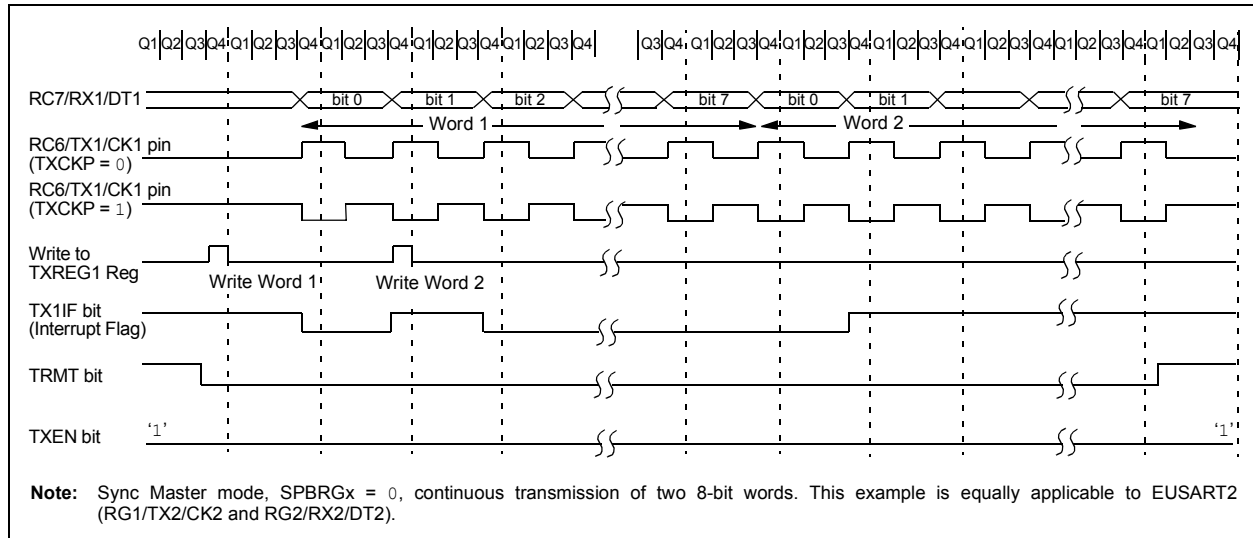 Q1 Q2 Q3 Q4 Q1 Q2 Q3 Q4 Q1 Q2 Q3 Q4 Q1 Q2 Q3 Q4 Q1 Q2 Q3 Q4 Q3 Q4 Q1 Q2 Q3 Q4 Q1 Q2 Q3 Q4 Q1 Q2 Q3 Q4 Q1 Q2 Q3 Q4 Q1 Q2 Q3 Q4 Q1 Q2 Q3 Q4
RC7/RX1/DT1 bit 0 bit 1 bit 2 bit 7 bit 0 bit 1 bit 7
Word 1 Word 2
RC6/TX1/CK1 pin
(TXCKP = 0)
RC6/TX1/CK1 pin
(TXCKP = 1)
Write to
TXREG1 Reg
Write Word 1 Write Word 2
TX1IF bit
(Interrupt Flag)
TRMT bit
TXEN bit '1' '1'
Note: Sync Master mode, SPBRGx = 0, continuous transmission of two 8-bit words. This example is equally applicable to EUSART2
(RG1/TX2/CK2 and RG2/RX2/DT2).